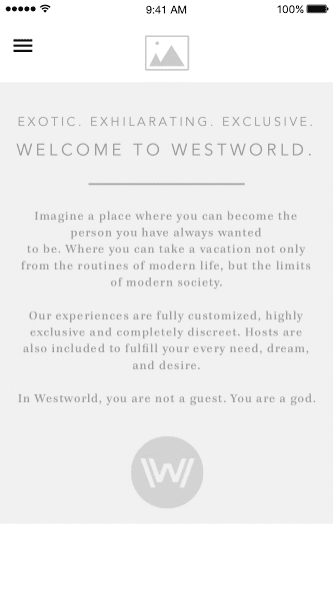 9:41 AM 100%
EXOTIC. EXHILARATING. EXCLUSIVE.
WELCOME TO WESTWORLD.
Imagine a place where you can become the
person you have always wanted
to be. Where you can take a vacation not only
from the routines of modern life, but the limits
of modern society.
Our experiences are fully customized, highly
exclusive and completely discreet. Hosts are
also included to fulfill your every need, dream,
and desire.
In Westworld, you are not a guest. You are a god.
W